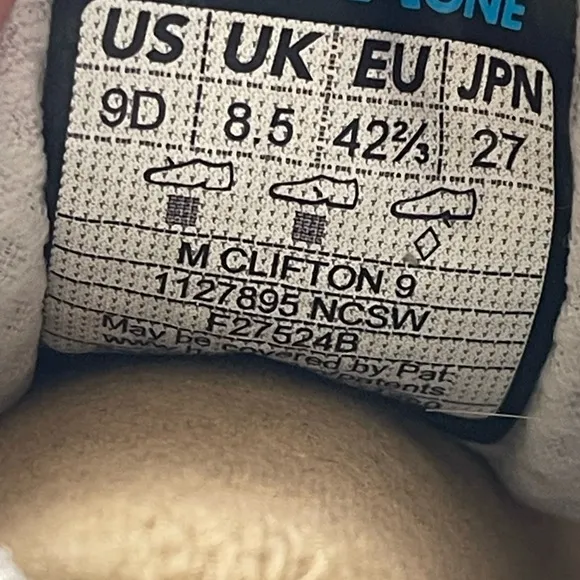 ONE
US UK EU JPN
9D 8.5 42⅔ 27
M CLIFTON 9
1127895 NCSW
F27524B
May be covered by Pat.